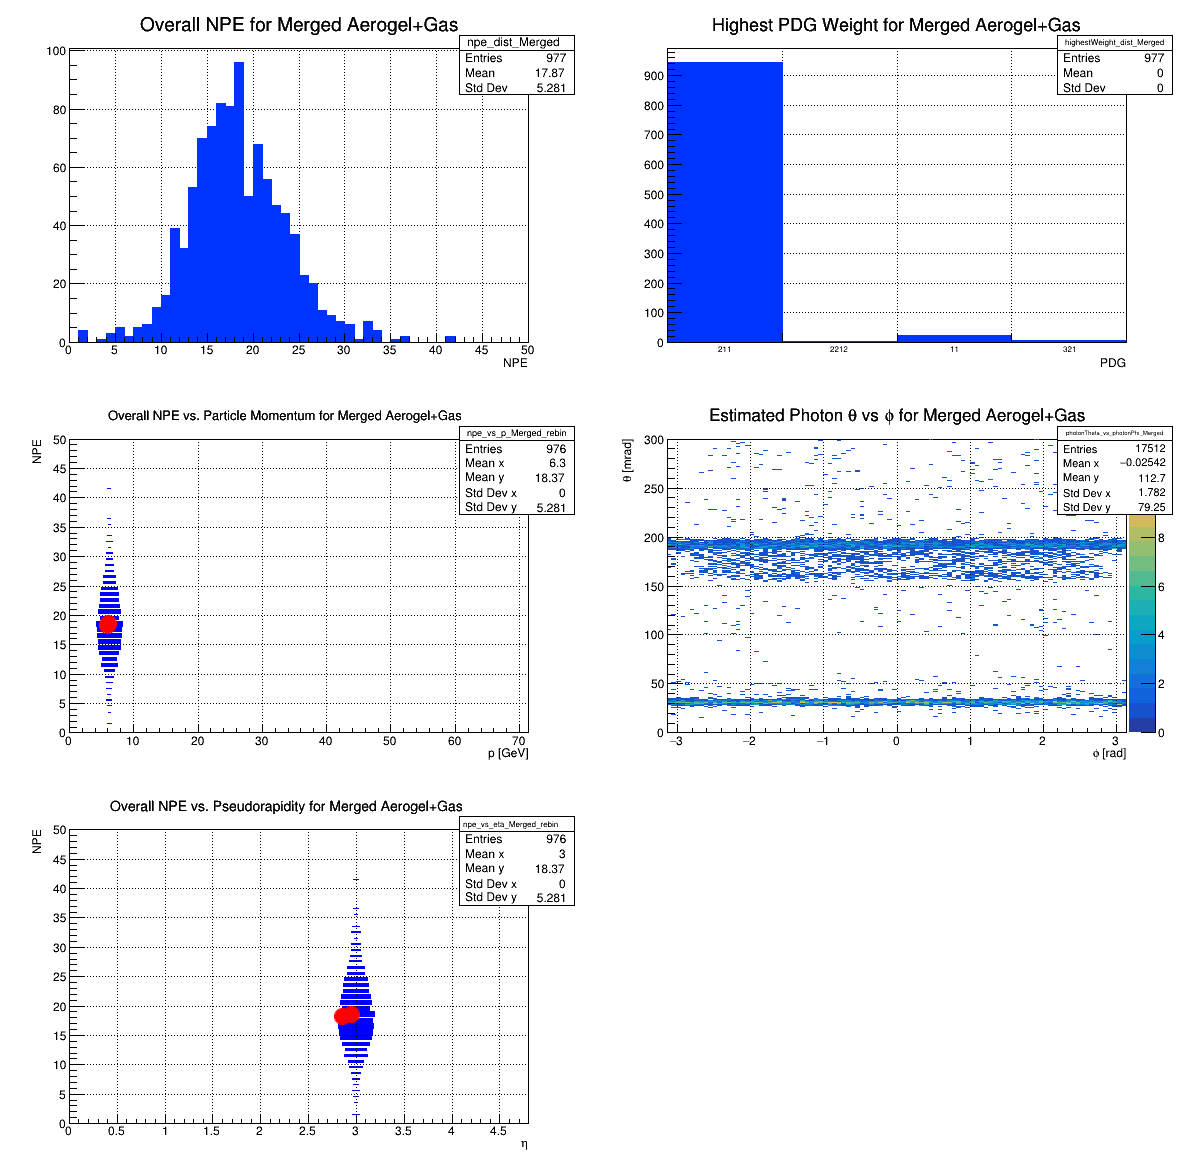 Overall NPE for Merged Aerogel+Gas
npe_dist_Merged
Entries 977
Mean 17.87
Std Dev 5.281
100
80
60
40
20
0
0 5 10 15 20 25 30 35 40 45 50
NPE
Highest PDG Weight for Merged Aerogel+Gas
highestWeight_dist_Merged
Entries 977
Mean 0
Std Dev 0
900
800
700
600
500
400
300
200
100
0
211 2212 11 321
PDG
Overall NPE vs. Particle Momentum for Merged Aerogel+Gas
npe_vs_p_Merged_rebin
Entries 976
Mean x 6.3
Mean y 18.37
Std Dev x 0
Std Dev y 5.281
NPE
50
45
40
35
30
25
20
15
10
5
0
0 10 20 30 40 50 60 70
p [GeV]
Estimated Photon θ vs ϕ for Merged Aerogel+Gas
photonTheta_vs_photonPhi_Merged
Entries 17512
Mean x −0.02542
Mean y 112.7
Std Dev x 1.782
Std Dev y 79.25
θ [mrad]
300
250
200
150
100
50
0
−3 −2 −1 0 1 2 3
ϕ [rad]
8
6
4
2
0
Overall NPE vs. Pseudorapidity for Merged Aerogel+Gas
npe_vs_eta_Merged_rebin
Entries 976
Mean x 3
Mean y 18.37
Std Dev x 0
Std Dev y 5.281
NPE
50
45
40
35
30
25
20
15
10
5
0
0 0.5 1 1.5 2 2.5 3 3.5 4 4.5
η